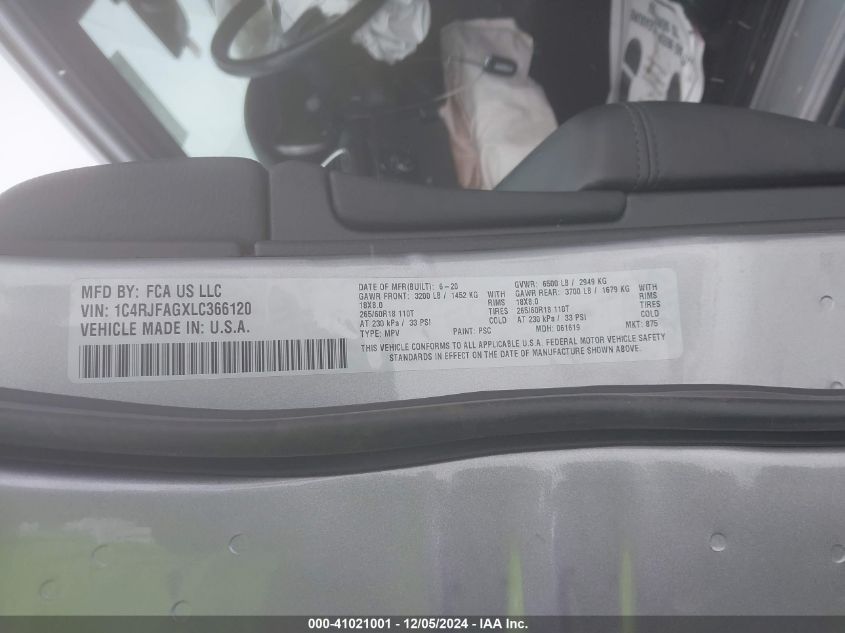 MFD BY: FCA US LLC
VIN: 1C4RJFAGXLC366120
VEHICLE MADE IN: U.S.A.
DATE OF MFR(BUILT): 6-20
GVWR: 6500 LB / 2949 KG
GAWR FRONT: 3200 LB / 1452 KG WITH
GAWR REAR: 3700 LB / 1679 KG WITH
18X8.0 RIMS 18X8.0 RIMS
265/60R18 110T TIRES 265/60R18 110T TIRES
AT 230 kPa / 33 PSI COLD AT 230 kPa / 33 PSI COLD
TYPE: MPV PAINT: PSC MDH: 061619 MKT: 875
THIS VEHICLE CONFORMS TO ALL APPLICABLE U.S.A. FEDERAL MOTOR VEHICLE SAFETY
STANDARDS IN EFFECT ON THE DATE OF MANUFACTURE SHOWN ABOVE.
000-41021001 - 12/05/2024 - IAA Inc.